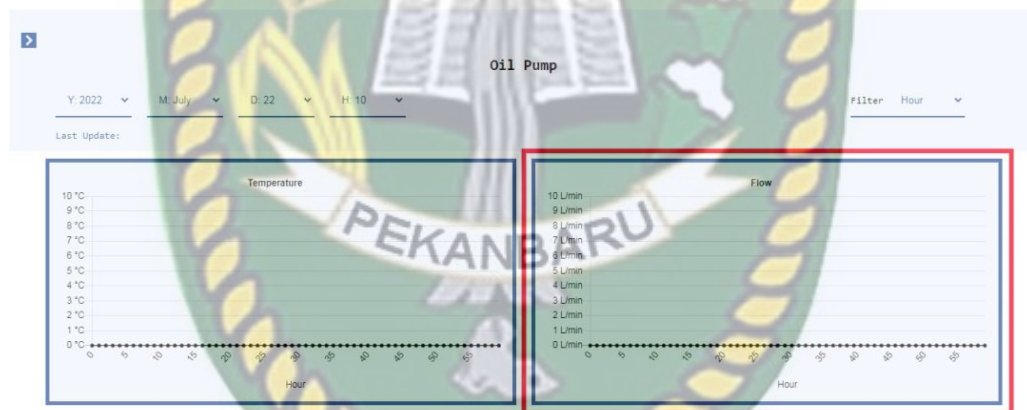 Oil Pump
Y: 2022 M: July D: 22 H: 10 Filter Hour
Last Update:
Temperature
10 °C
9 °C
8 °C
7 °C
6 °C
5 °C
4 °C
3 °C
2 °C
1 °C
0 °C
0 5 10 15 20 25 30 35 40 45 50 55
Hour
Flow
10 L/min
9 L/min
8 L/min
7 L/min
6 L/min
5 L/min
4 L/min
3 L/min
2 L/min
1 L/min
0 L/min
0 5 10 15 20 25 30 35 40 45 50 55
Hour
PEKANBARU